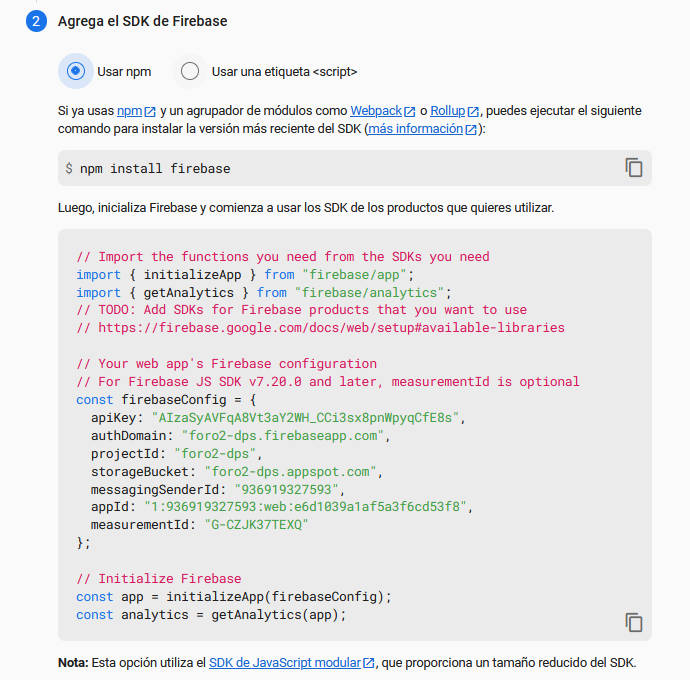 2 Agrega el SDK de Firebase
Usar npm Usar una etiqueta <script>
Si ya usas npm y un agrupador de módulos como Webpack o Rollup, puedes ejecutar el siguiente
comando para instalar la versión más reciente del SDK (más información):
$ npm install firebase
Luego, inicializa Firebase y comienza a usar los SDK de los productos que quieres utilizar.
// Import the functions you need from the SDKs you need
import { initializeApp } from "firebase/app";
import { getAnalytics } from "firebase/analytics";
// TODO: Add SDKs for Firebase products that you want to use
// https://firebase.google.com/docs/web/setup#available-libraries
// Your web app's Firebase configuration
// For Firebase JS SDK v7.20.0 and later, measurementId is optional
const firebaseConfig = {
apiKey: "AIzaSyAVFqA8Vt3aY2WH_CCi3sx8pnWpyqCfE8s",
authDomain: "foro2-dps.firebaseapp.com",
projectId: "foro2-dps",
storageBucket: "foro2-dps.appspot.com",
messagingSenderId: "936919327593",
appId: "1:936919327593:web:e6d1039a1af5a3f6cd53f8",
measurementId: "G-CZJK37TEXQ"
};
// Initialize Firebase
const app = initializeApp(firebaseConfig);
const analytics = getAnalytics(app);
Nota: Esta opción utiliza el SDK de JavaScript modular, que proporciona un tamaño reducido del SDK.